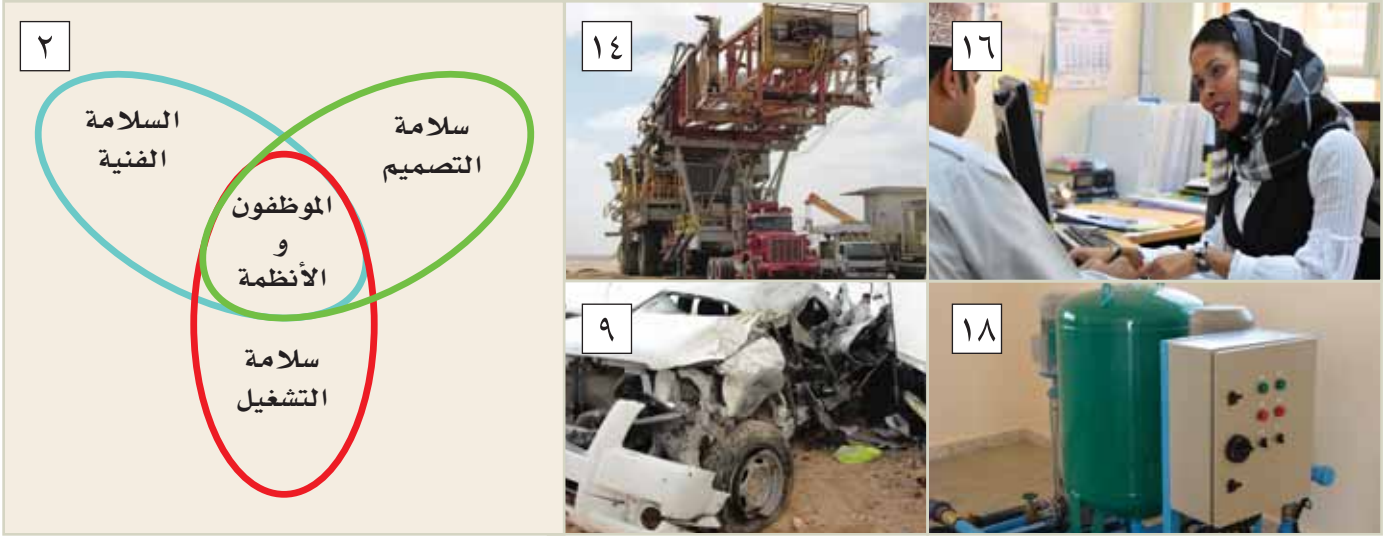 ٢
السلامة
الفنية
سلامة
التصميم
الموظفون
و
الأنظمة
سلامة
التشغيل
١٤
١٦
٩
١٨